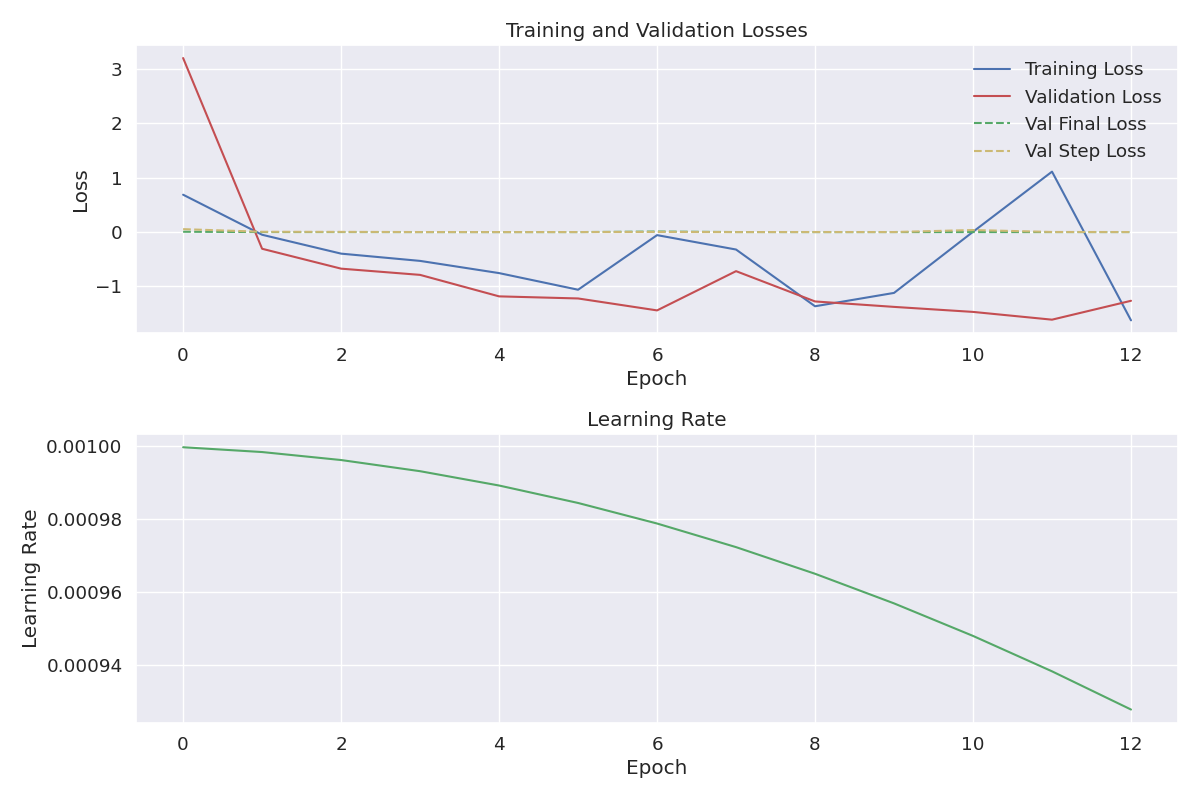 Training and Validation Losses
3
2
1
0
−1
Loss
Training Loss
Validation Loss
Val Final Loss
Val Step Loss
0 2 4 6 8 10 12
Epoch
Learning Rate
0.00100
0.00098
0.00096
0.00094
Learning Rate
0 2 4 6 8 10 12
Epoch